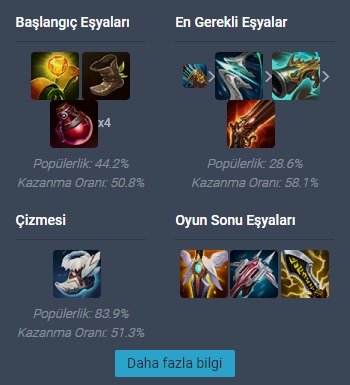 Başlangıç Eşyaları
x4
Popülerlik: 44.2%
Kazanma Oranı: 50.8%
En Gerekli Eşyalar
Popülerlik: 28.6%
Kazanma Oranı: 58.1%
Çizmesi
Popülerlik: 83.9%
Kazanma Oranı: 51.3%
Oyun Sonu Eşyaları
Daha fazla bilgi